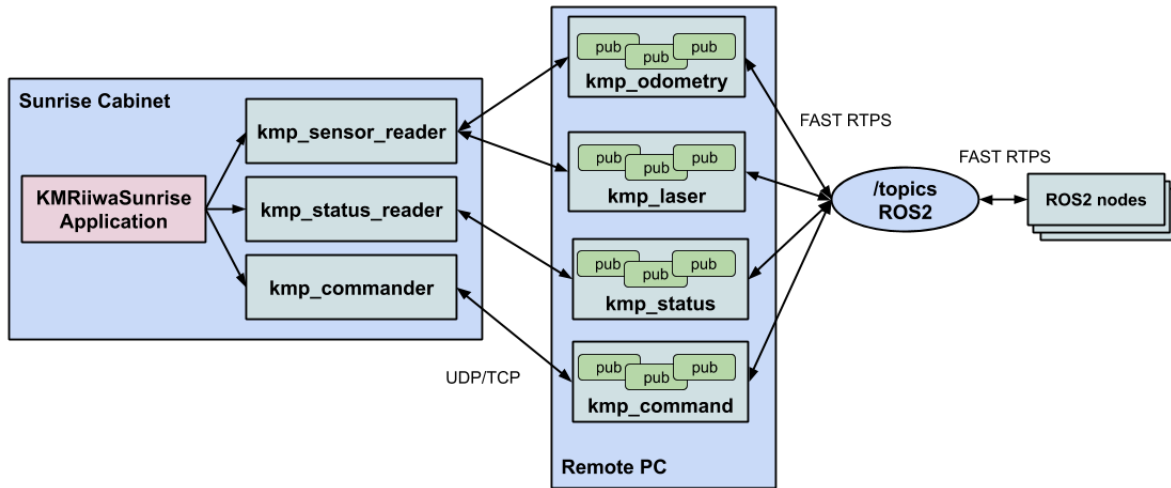 Sunrise Cabinet
KMRiiwaSunrise
Application
kmp_sensor_reader
kmp_status_reader
kmp_commander
UDP/TCP
pub
pub
pub
kmp_odometry
pub
pub
pub
kmp_laser
pub
pub
pub
kmp_status
pub
pub
pub
kmp_command
Remote PC
FAST RTPS
/topics
ROS2
FAST RTPS
ROS2 nodes